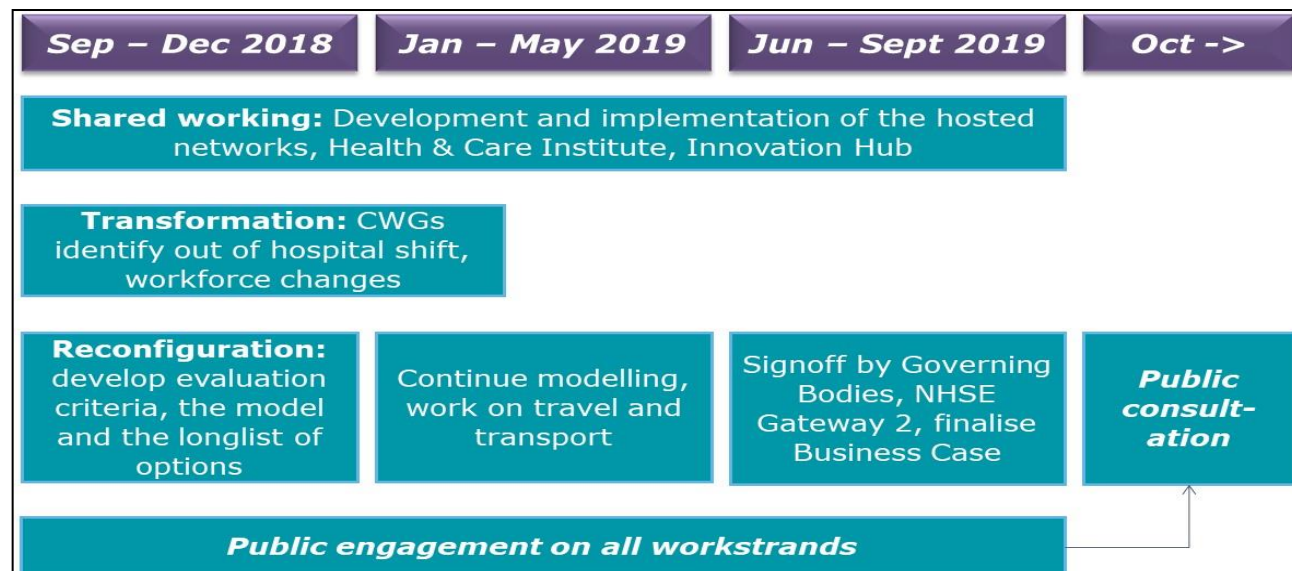 Sep – Dec 2018
Jan – May 2019
Jun – Sept 2019
Oct ->
Shared working: Development and implementation of the hosted
networks, Health & Care Institute, Innovation Hub
Transformation: CWGs
identify out of hospital shift,
workforce changes
Reconfiguration:
develop evaluation
criteria, the model
and the longlist of
options
Continue modelling,
work on travel and
transport
Signoff by Governing
Bodies, NHSE
Gateway 2, finalise
Business Case
Public
consult-
ation
Public engagement on all workstrands